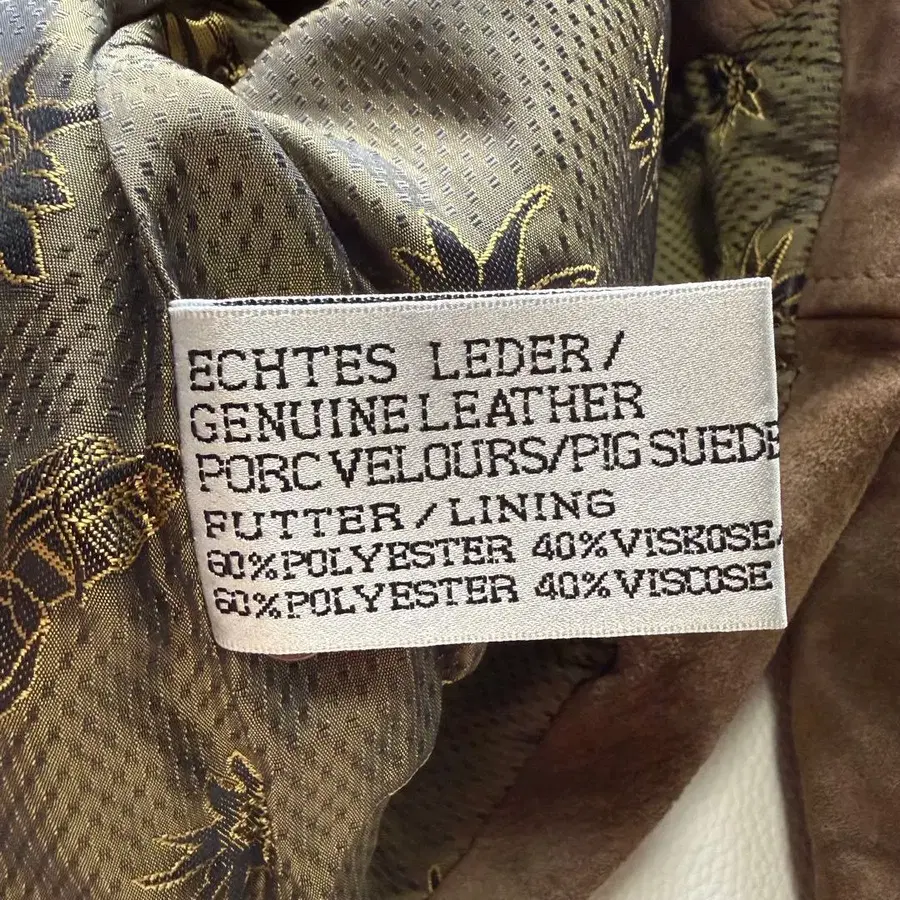 ECHTES LEDER/
GENUINE LEATHER
PORC VELOURS/PIG SUEDE
FUTTER/LINING
60%POLYESTER 40%VISKOSE/
60%POLYESTER 40%VISCOSE